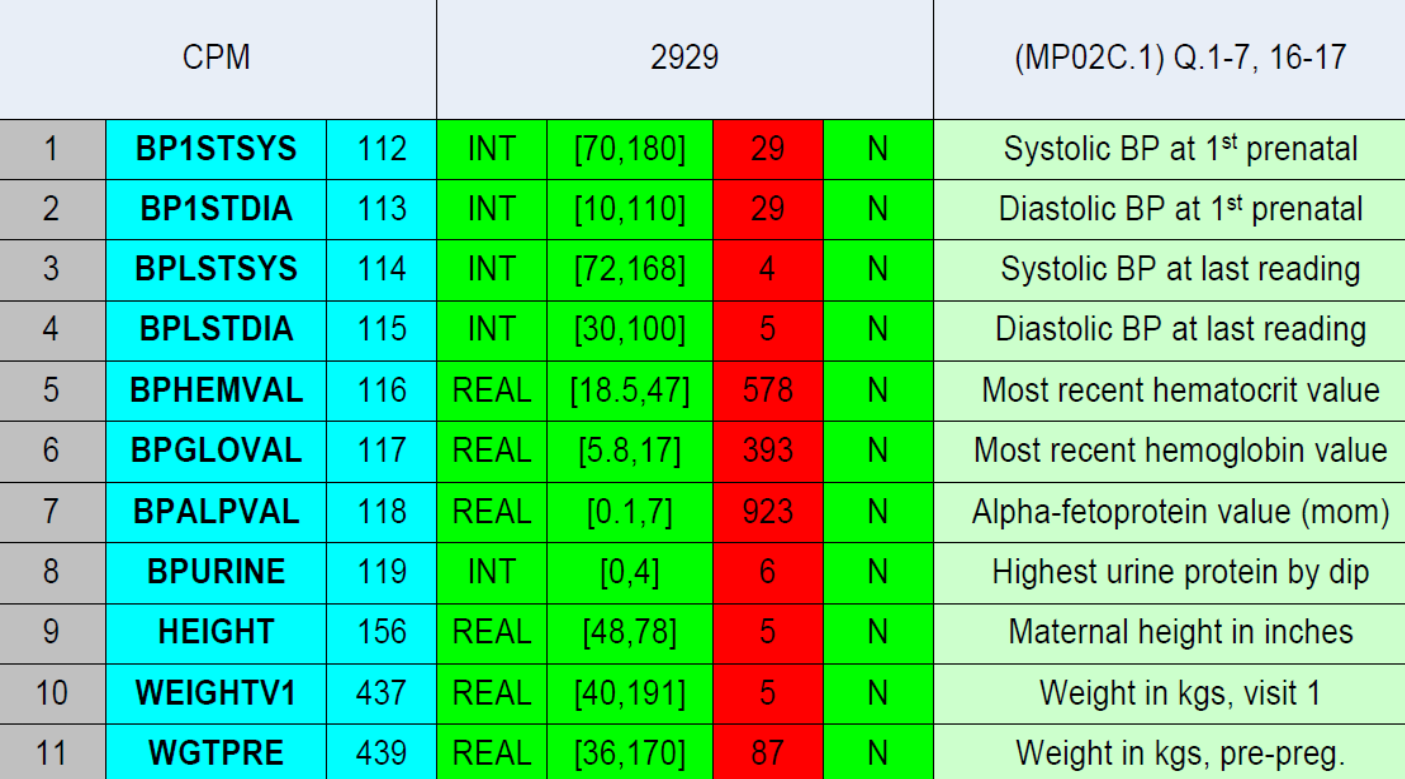 CPM 2929 (MP02C.1) Q.1-7, 16-17
1 BP1STSYS 112 INT [70,180] 29 N Systolic BP at 1st prenatal
2 BP1STDIA 113 INT [10,110] 29 N Diastolic BP at 1st prenatal
3 BPLSTSYS 114 INT [72,168] 4 N Systolic BP at last reading
4 BPLSTDIA 115 INT [30,100] 5 N Diastolic BP at last reading
5 BPHEMVAL 116 REAL [18.5,47] 578 N Most recent hematocrit value
6 BPGLOVAL 117 REAL [5.8,17] 393 N Most recent hemoglobin value
7 BPALPVAL 118 REAL [0.1,7] 923 N Alpha-fetoprotein value (mom)
8 BPURINE 119 INT [0,4] 6 N Highest urine protein by dip
9 HEIGHT 156 REAL [48,78] 5 N Maternal height in inches
10 WEIGHTV1 437 REAL [40,191] 5 N Weight in kgs, visit 1
11 WGTPRE 439 REAL [36,170] 87 N Weight in kgs, pre-preg.